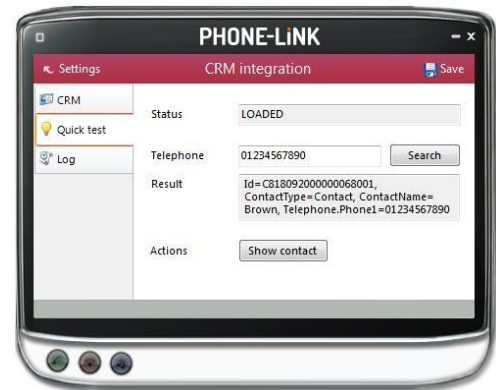 PHONE-LiNK
Settings
CRM integration
Save
CRM
Quick test
Log
Status
LOADED
Telephone
01234567890
Search
Result
Id=C818092000000068001,
ContactType=Contact, ContactName=
Brown, Telephone.Phone1=01234567890
Actions
Show contact